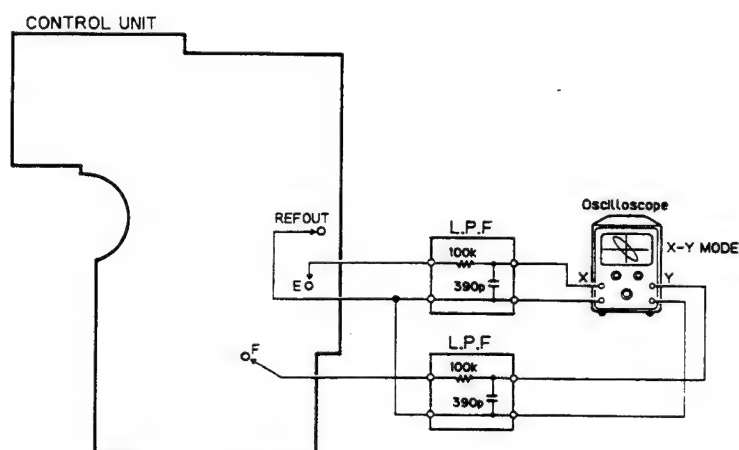 CONTROL UNIT
Oscilloscope
REFOUT
L.P.F
X-Y MODE
100k
X
Y
E
390p
L.P.F
F
100k
390p